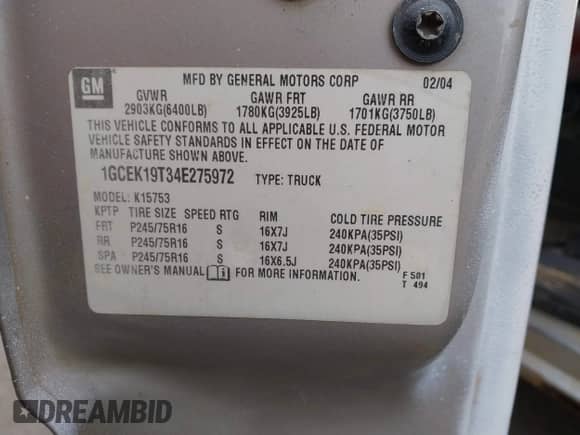 GM
MFD BY GENERAL MOTORS CORP 02/04
GVWR GAWR FRT GAWR RR
2903KG(6400LB) 1780KG(3925LB) 1701KG(3750LB)
THIS VEHICLE CONFORMS TO ALL APPLICABLE U.S. FEDERAL MOTOR
VEHICLE SAFETY STANDARDS IN EFFECT ON THE DATE OF
MANUFACTURE SHOWN ABOVE.
1GCEK19T34E275972 TYPE: TRUCK
MODEL: K15753
KPTP TIRE SIZE SPEED RTG RIM COLD TIRE PRESSURE
FRT P245/75R16 S 16X7J 240KPA(35PSI)
RR P245/75R16 S 16X7J 240KPA(35PSI)
SPA P245/75R16 S 16X6.5J 240KPA(35PSI)
SEE OWNER'S MANUAL FOR MORE INFORMATION.
F 501
T 494
DREAMBID